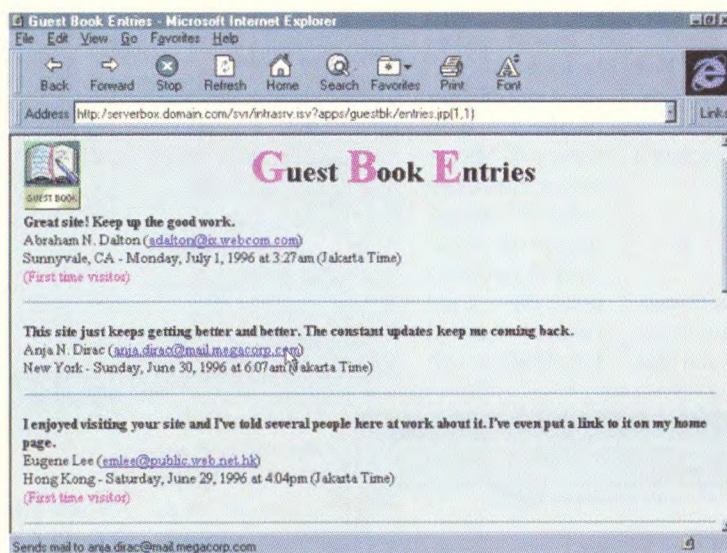 Guest Book Entries - Microsoft Internet Explorer
File Edit View Go Favorites Help
Back Forward Stop Refresh Home Search Favorites Print Font
Address http://serverbox.domain.com/svr/intrasrv.isv?apps/guestbk/entries.jrp(1,1) Links
GUEST BOOK
Guest Book Entries
Great site! Keep up the good work.
Abraham N. Dalton (adalton@ix.webcom.com)
Sunnyvale, CA - Monday, July 1, 1996 at 3:27am (Jakarta Time)
(First time visitor)
This site just keeps getting better and better. The constant updates keep me coming back.
Anja N. Dirac (anja.dirac@mail.megacorp.com)
New York - Sunday, June 30, 1996 at 6:07am (Jakarta Time)
I enjoyed visiting your site and I've told several people here at work about it. I've even put a link to it on my home
page.
Eugene Lee (emlee@public.web.net.hk)
Hong Kong - Saturday, June 29, 1996 at 4:04pm (Jakarta Time)
(First time visitor)
Sends mail to anja.dirac@mail.megacorp.com